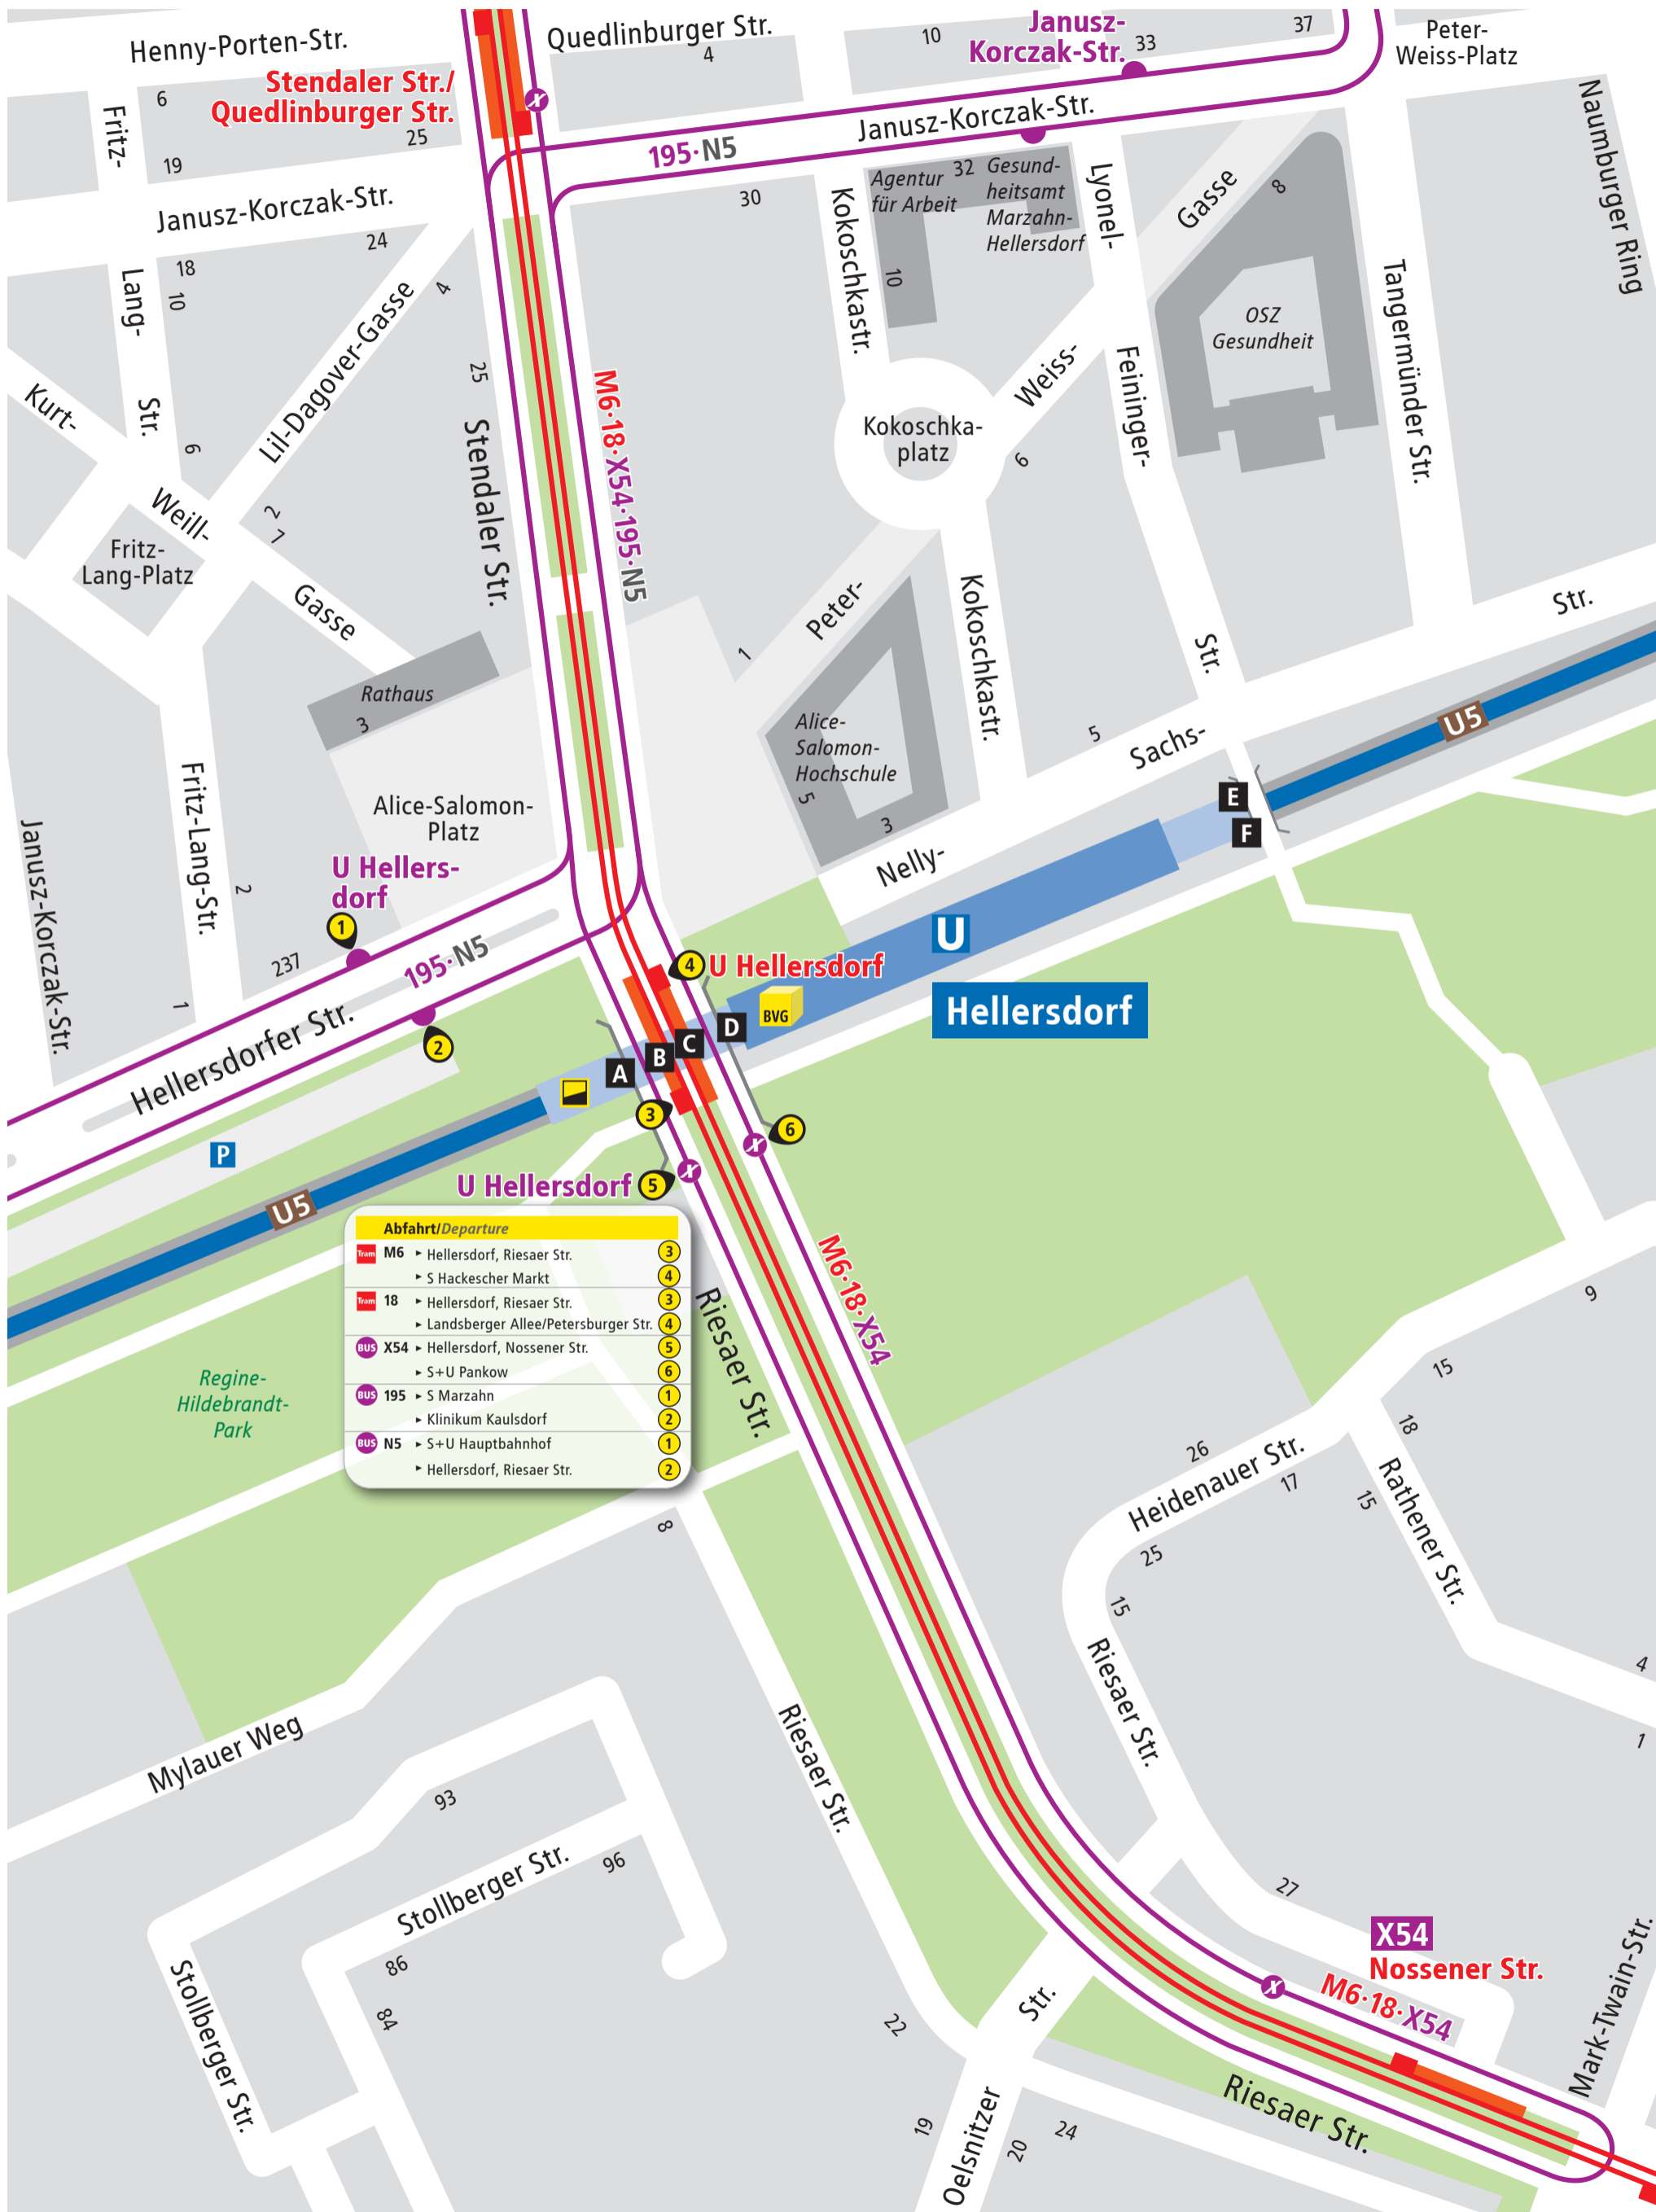 Henny-Porten-Str.
Quedlinburger Str.
4
10
Janusz-
Korczak-Str.
33
37
Peter-
Weiss-Platz
Stendaler Str./
Quedlinburger Str.
Fritz-
Lang-
Str.
6
19
25
Janusz-Korczak-Str.
24
18
10
6
195·N5
Janusz-Korczak-Str.
30
Kokoschkastr.
Agentur
für Arbeit
32
10
Gesund-
heitsamt
Marzahn-
Hellersdorf
Lyonel-
Feininger-
Str.
Gasse
8
OSZ
Gesundheit
Tangermünder Str.
Naumburger Ring
Kurt-
Weill-
Gasse
Lil-Dagover-Gasse
4
2
7
25
Stendaler Str.
M6·18·X54·195·N5
Kokoschka-
platz
Weiss-
6
Peter-
1
Kokoschkastr.
Fritz-
Lang-Platz
Rathaus
3
Alice-Salomon-
Platz
Alice-
Salomon-
Hochschule
5
3
5
Nelly-
Sachs-
Str.
U5
E
F
Janusz-Korczak-Str.
Fritz-Lang-Str.
2
1
U Hellers-
dorf
1
237
195·N5
Hellersdorfer Str.
2
4
U Hellersdorf
U
Hellersdorf
BVG
A
B
C
D
3
6
P
U5
U Hellersdorf
5
Abfahrt/Departure
Tram M6 Hellersdorf, Riesaer Str. 3
S Hackescher Markt 4
Tram 18 Hellersdorf, Riesaer Str. 3
Landsberger Allee/Petersburger Str. 4
BUS X54 Hellersdorf, Nossener Str. 5
S+U Pankow 6
BUS 195 S Marzahn 1
Klinikum Kaulsdorf 2
BUS N5 S+U Hauptbahnhof 1
Hellersdorf, Riesaer Str. 2
Regine-
Hildebrandt-
Park
Riesaer Str.
M6·18·X54
9
15
18
26
Heidenauer Str.
17
15
25
15
Rathener Str.
4
1
Riesaer Str.
8
Mylauer Weg
Riesaer Str.
93
Stollberger Str.
96
86
84
Stollberger Str.
27
X54
Nossener Str.
M6·18·X54
Mark-Twain-Str.
22
Str.
Oelsnitzer
19
20
24
Riesaer Str.